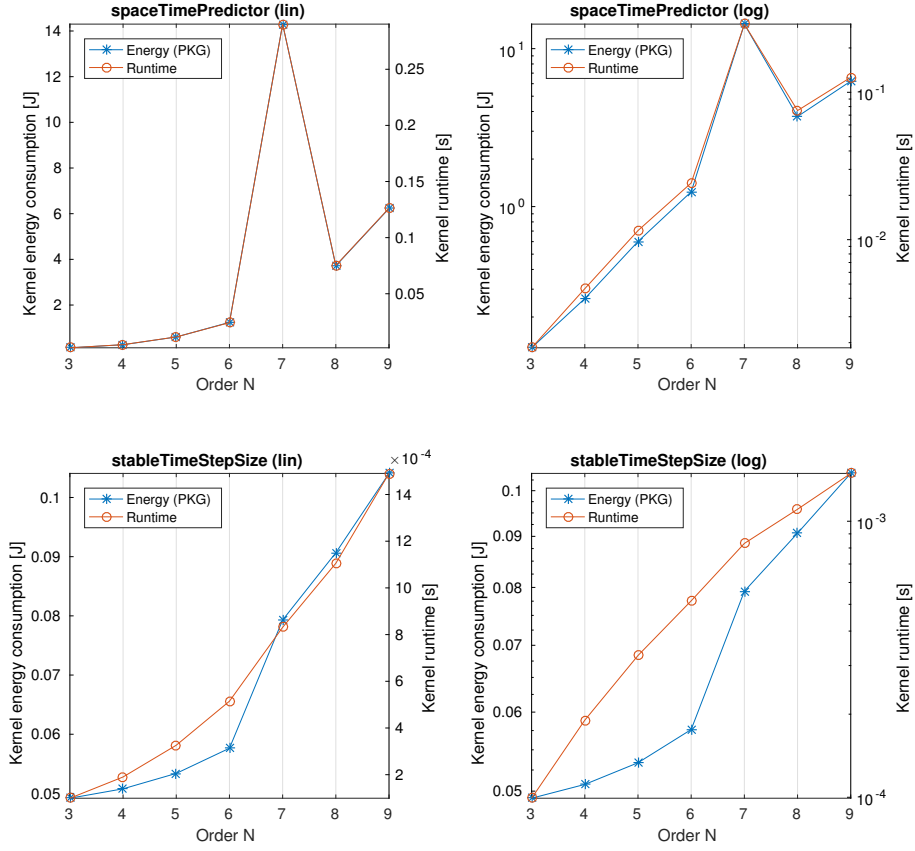 spaceTimePredictor (lin)
Energy (PKG)
Runtime
Kernel energy consumption [J]
14
12
10
8
6
4
2
Kernel runtime [s]
0.25
0.2
0.15
0.1
0.05
3 4 5 6 7 8 9
Order N
spaceTimePredictor (log)
Energy (PKG)
Runtime
Kernel energy consumption [J]
10^1
10^0
Kernel runtime [s]
10^-1
10^-2
3 4 5 6 7 8 9
Order N
stableTimeStepSize (lin)
×10^-4
Energy (PKG)
Runtime
Kernel energy consumption [J]
0.1
0.09
0.08
0.07
0.06
0.05
Kernel runtime [s]
14
12
10
8
6
4
2
3 4 5 6 7 8 9
Order N
stableTimeStepSize (log)
Energy (PKG)
Runtime
Kernel energy consumption [J]
0.1
0.09
0.08
0.07
0.06
0.05
Kernel runtime [s]
10^-3
10^-4
3 4 5 6 7 8 9
Order N